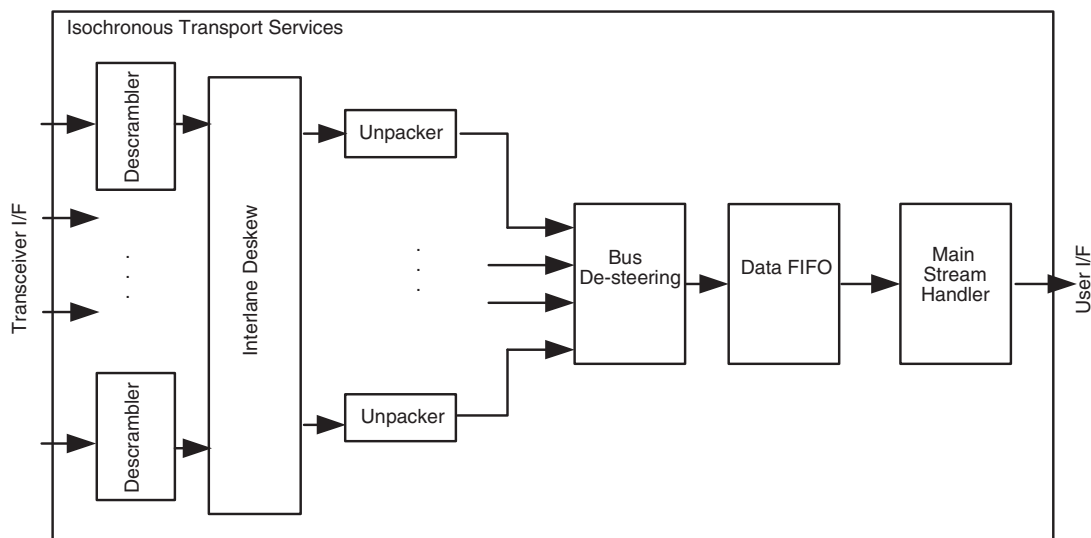 Isochronous Transport Services
Transceiver I/F
Descrambler
Descrambler
Interlane Deskew
Unpacker
Unpacker
Bus
De-steering
Data FIFO
Main
Stream
Handler
User I/F